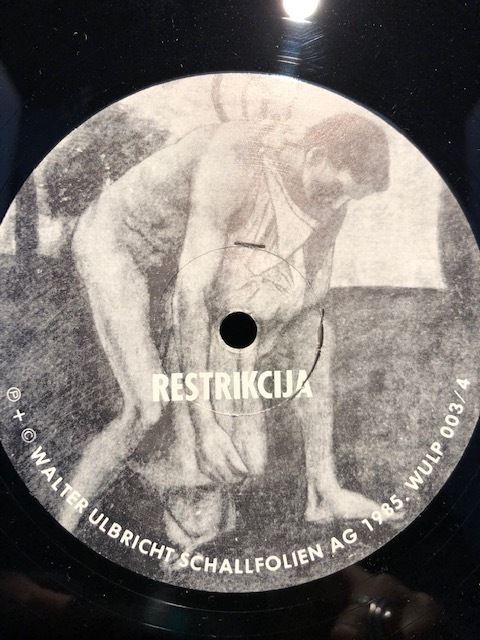 RESTRIKCIJA
℗ + © WALTER ULBRICHT SCHALLFOLIEN AG 1985. WULP 003/4